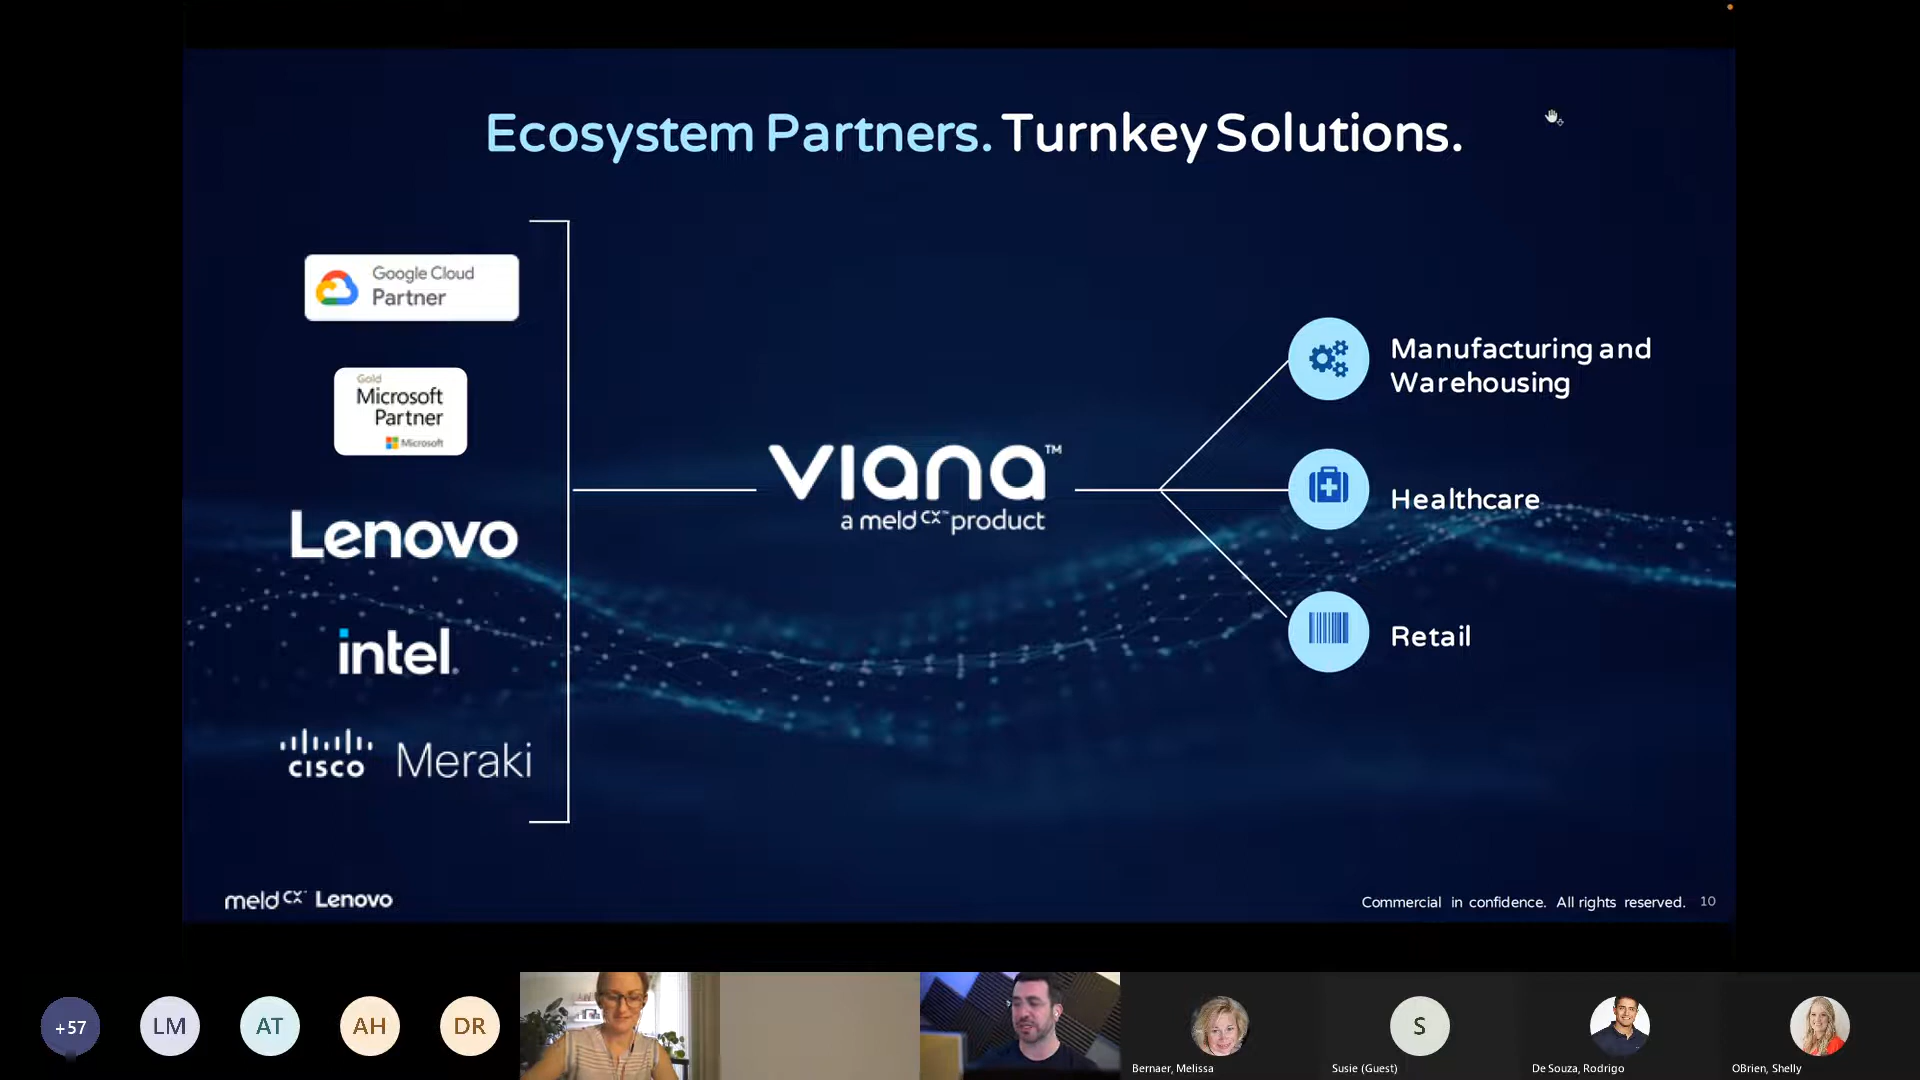 Ecosystem Partners. Turnkey Solutions.
Google Cloud
Partner
Gold
Microsoft
Partner
Microsoft
Lenovo
intel.
cisco Meraki
viana™
a meld CX™ product
Manufacturing and
Warehousing
Healthcare
Retail
meld CX™ Lenovo
Commercial in confidence. All rights reserved. 10
+57
LM
AT
AH
DR
S
Bernaer, Melissa
Susie (Guest)
De Souza, Rodrigo
OBrien, Shelly